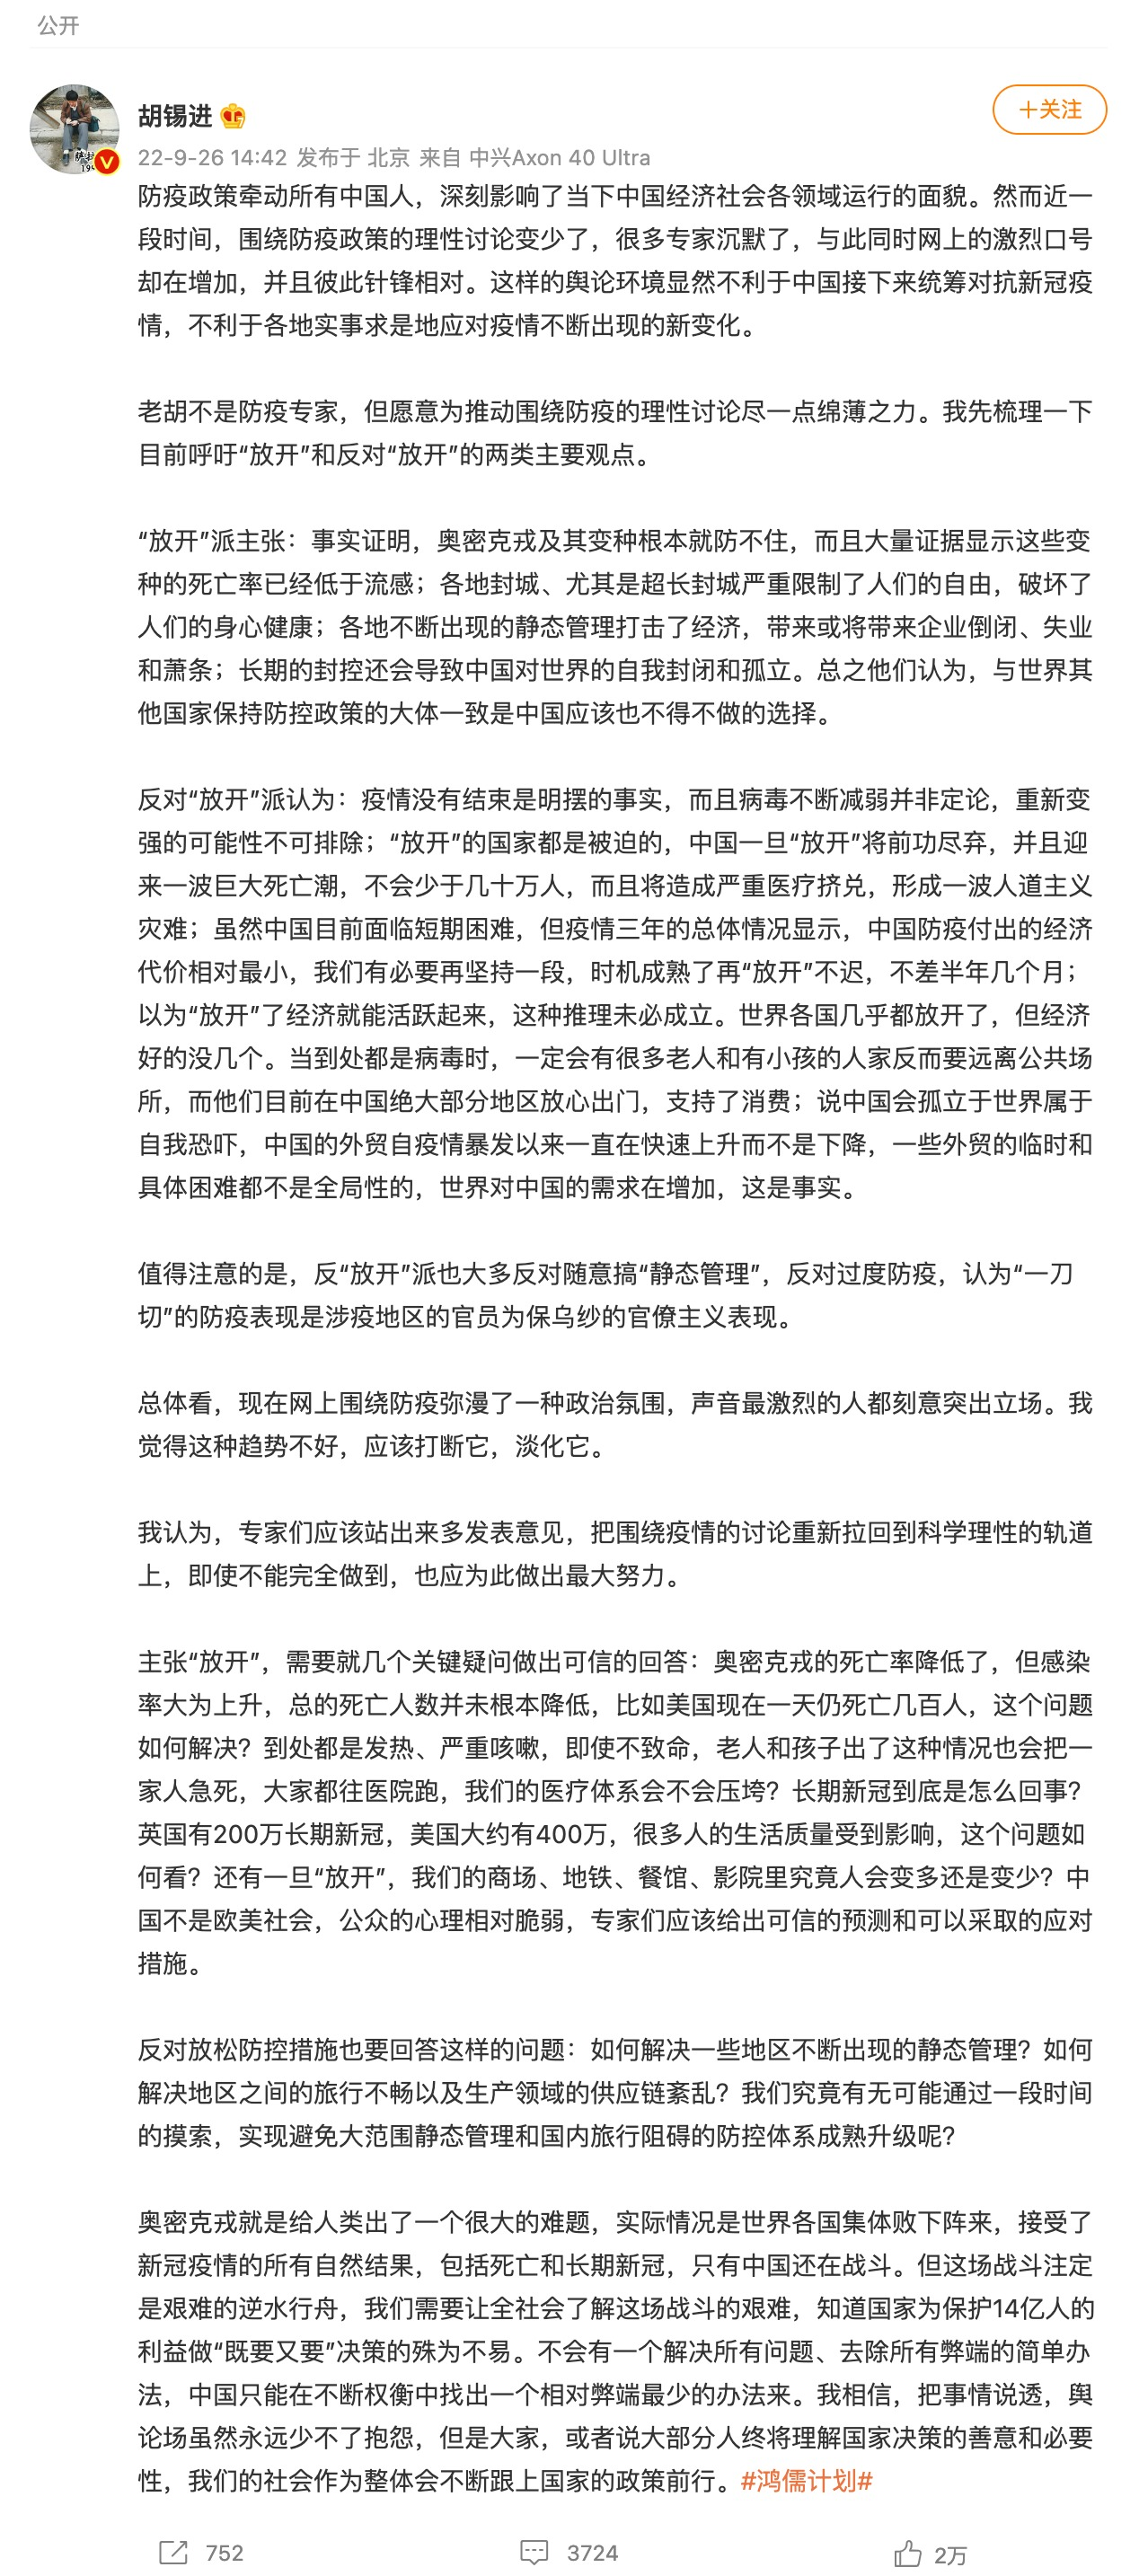 公开
胡锡进
+关注
22-9-26 14:42 发布于 北京 来自 中兴Axon 40 Ultra
防疫政策牵动所有中国人，深刻影响了当下中国经济社会各领域运行的面貌。然而近一
段时间，围绕防疫政策的理性讨论变少了，很多专家沉默了，与此同时网上的激烈口号
却在增加，并且彼此针锋相对。这样的舆论环境显然不利于中国接下来统筹对抗新冠疫
情，不利于各地实事求是地应对疫情不断出现的新变化。
老胡不是防疫专家，但愿意为推动围绕防疫的理性讨论尽一点绵薄之力。我先梳理一下
目前呼吁“放开”和反对“放开”的两类主要观点。
“放开”派主张：事实证明，奥密克戎及其变种根本就防不住，而且大量证据显示这些变
种的死亡率已经低于流感；各地封城、尤其是超长封城严重限制了人们的自由，破坏了
人们的身心健康；各地不断出现的静态管理打击了经济，带来或将带来企业倒闭、失业
和萧条；长期的封控还会导致中国对世界的自我封闭和孤立。总之他们认为，与世界其
他国家保持防控政策的大体一致是中国应该也不得不做的选择。
反对“放开”派认为：疫情没有结束是明摆的事实，而且病毒不断减弱并非定论，重新变
强的可能性不可排除；“放开”的国家都是被迫的，中国一旦“放开”将前功尽弃，并且迎
来一波巨大死亡潮，不会少于几十万人，而且将造成严重医疗挤兑，形成一波人道主义
灾难；虽然中国目前面临短期困难，但疫情三年的总体情况显示，中国防疫付出的经济
代价相对最小，我们有必要再坚持一段，时机成熟了再“放开”不迟，不差半年几个月；
以为“放开”了经济就能活跃起来，这种推理未必成立。世界各国几乎都放开了，但经济
好的没几个。当到处都是病毒时，一定会有很多老人和有小孩的人家反而要远离公共场
所，而他们目前在中国绝大部分地区放心出门，支持了消费；说中国会孤立于世界属于
自我恐吓，中国的外贸自疫情暴发以来一直在快速上升而不是下降，一些外贸的临时和
具体困难都不是全局性的，世界对中国的需求在增加，这是事实。
值得注意的是，反“放开”派也大多反对随意搞“静态管理”，反对过度防疫，认为“一刀
切”的防疫表现是涉疫地区的官员为保乌纱的官僚主义表现。
总体看，现在网上围绕防疫弥漫了一种政治氛围，声音最激烈的人都刻意突出立场。我
觉得这种趋势不好，应该打断它，淡化它。
我认为，专家们应该站出来多发表意见，把围绕疫情的讨论重新拉回到科学理性的轨道
上，即使不能完全做到，也应为此做出最大努力。
主张“放开”，需要就几个关键疑问做出可信的回答：奥密克戎的死亡率降低了，但感染
率大为上升，总的死亡人数并未根本降低，比如美国现在一天仍死亡几百人，这个问题
如何解决？到处都是发热、严重咳嗽，即使不致命，老人和孩子出了这种情况也会把一
家人急死，大家都往医院跑，我们的医疗体系会不会压垮？长期新冠到底是怎么回事？
英国有200万长期新冠，美国大约有400万，很多人的生活质量受到影响，这个问题如
何看？还有一旦“放开”，我们的商场、地铁、餐馆、影院里究竟人会变多还是变少？中
国不是欧美社会，公众的心理相对脆弱，专家们应该给出可信的预测和可以采取的应对
措施。
反对放松防控措施也要回答这样的问题：如何解决一些地区不断出现的静态管理？如何
解决地区之间的旅行不畅以及生产领域的供应链紊乱？我们究竟有无可能通过一段时间
的摸索，实现避免大范围静态管理和国内旅行阻碍的防控体系成熟升级呢？
奥密克戎就是给人类出了一个很大的难题，实际情况是世界各国集体败下阵来，接受了
新冠疫情的所有自然结果，包括死亡和长期新冠，只有中国还在战斗。但这场战斗注定
是艰难的逆水行舟，我们需要让全社会了解这场战斗的艰难，知道国家为保护14亿人的
利益做“既要又要”决策的殊为不易。不会有一个解决所有问题、去除所有弊端的简单办
法，中国只能在不断权衡中找出一个相对弊端最少的办法来。我相信，把事情说透，舆
论场虽然永远少不了抱怨，但是大家，或者说大部分人终将理解国家决策的善意和必要
性，我们的社会作为整体会不断跟上国家的政策前行。#鸿儒计划#
752
3724
2万